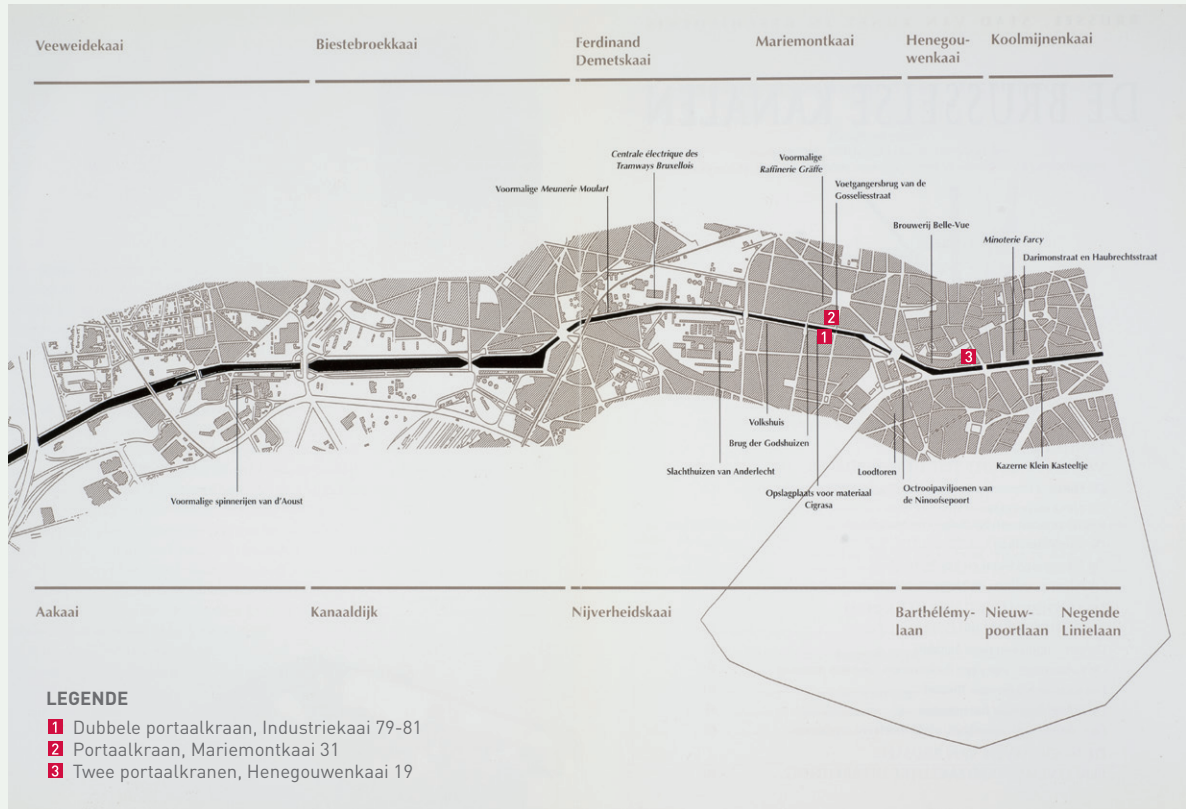 Veeweidekaai
Biestebroekkaai
Ferdinand
Demetskaai
Mariemontkaai
Henegou-
wenkaai
Koolmijnenkaai
Centrale électrique des
Tramways Bruxellois
Voormalige Meunerie Moulart
Voormalige
Raffinerie Gräffe
Voetgangersbrug van de
Gosseliesstraat
Brouwerij Belle-Vue
Minoterie Farcy
Darimonstraat en Haubrechtsstraat
2
1
3
Volkshuis
Brug der Godshuizen
Slachthuizen van Anderlecht
Loodtoren
Kazerne Klein Kasteeltje
Voormalige spinnerijen van d'Aoust
Opslagplaats voor materiaal
Cigrasa
Octrooipaviljoenen van
de Ninoofsepoort
Aakaai
Kanaaldijk
Nijverheidskaai
Barthélémy-
laan
Nieuw-
poortlaan
Negende
Linielaan
LEGENDE
1 Dubbele portaalkraan, Industriekaai 79-81
2 Portaalkraan, Mariemontkaai 31
3 Twee portaalkranen, Henegouwenkaai 19